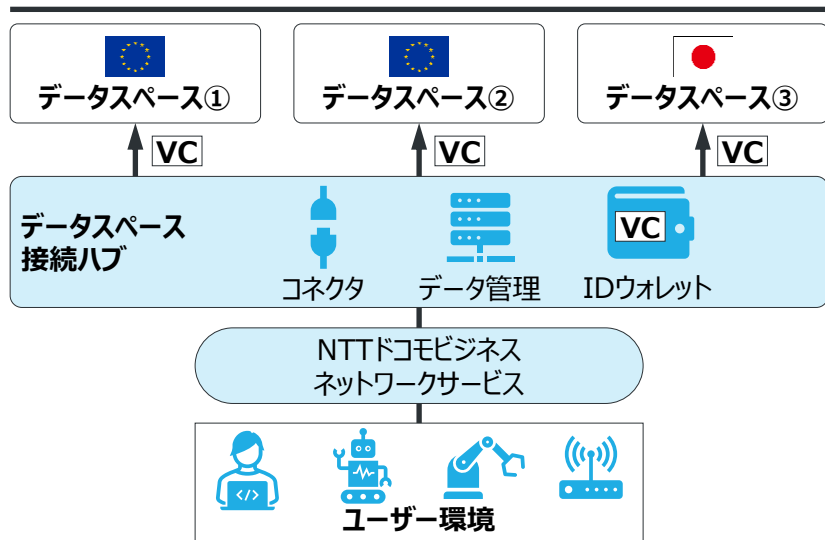 データスペース①
データスペース②
データスペース③
VC
VC
VC
データスペース
接続ハブ
VC
コネクタ
データ管理
IDウォレット
NTTドコモビジネス
ネットワークサービス
</>
ユーザー環境